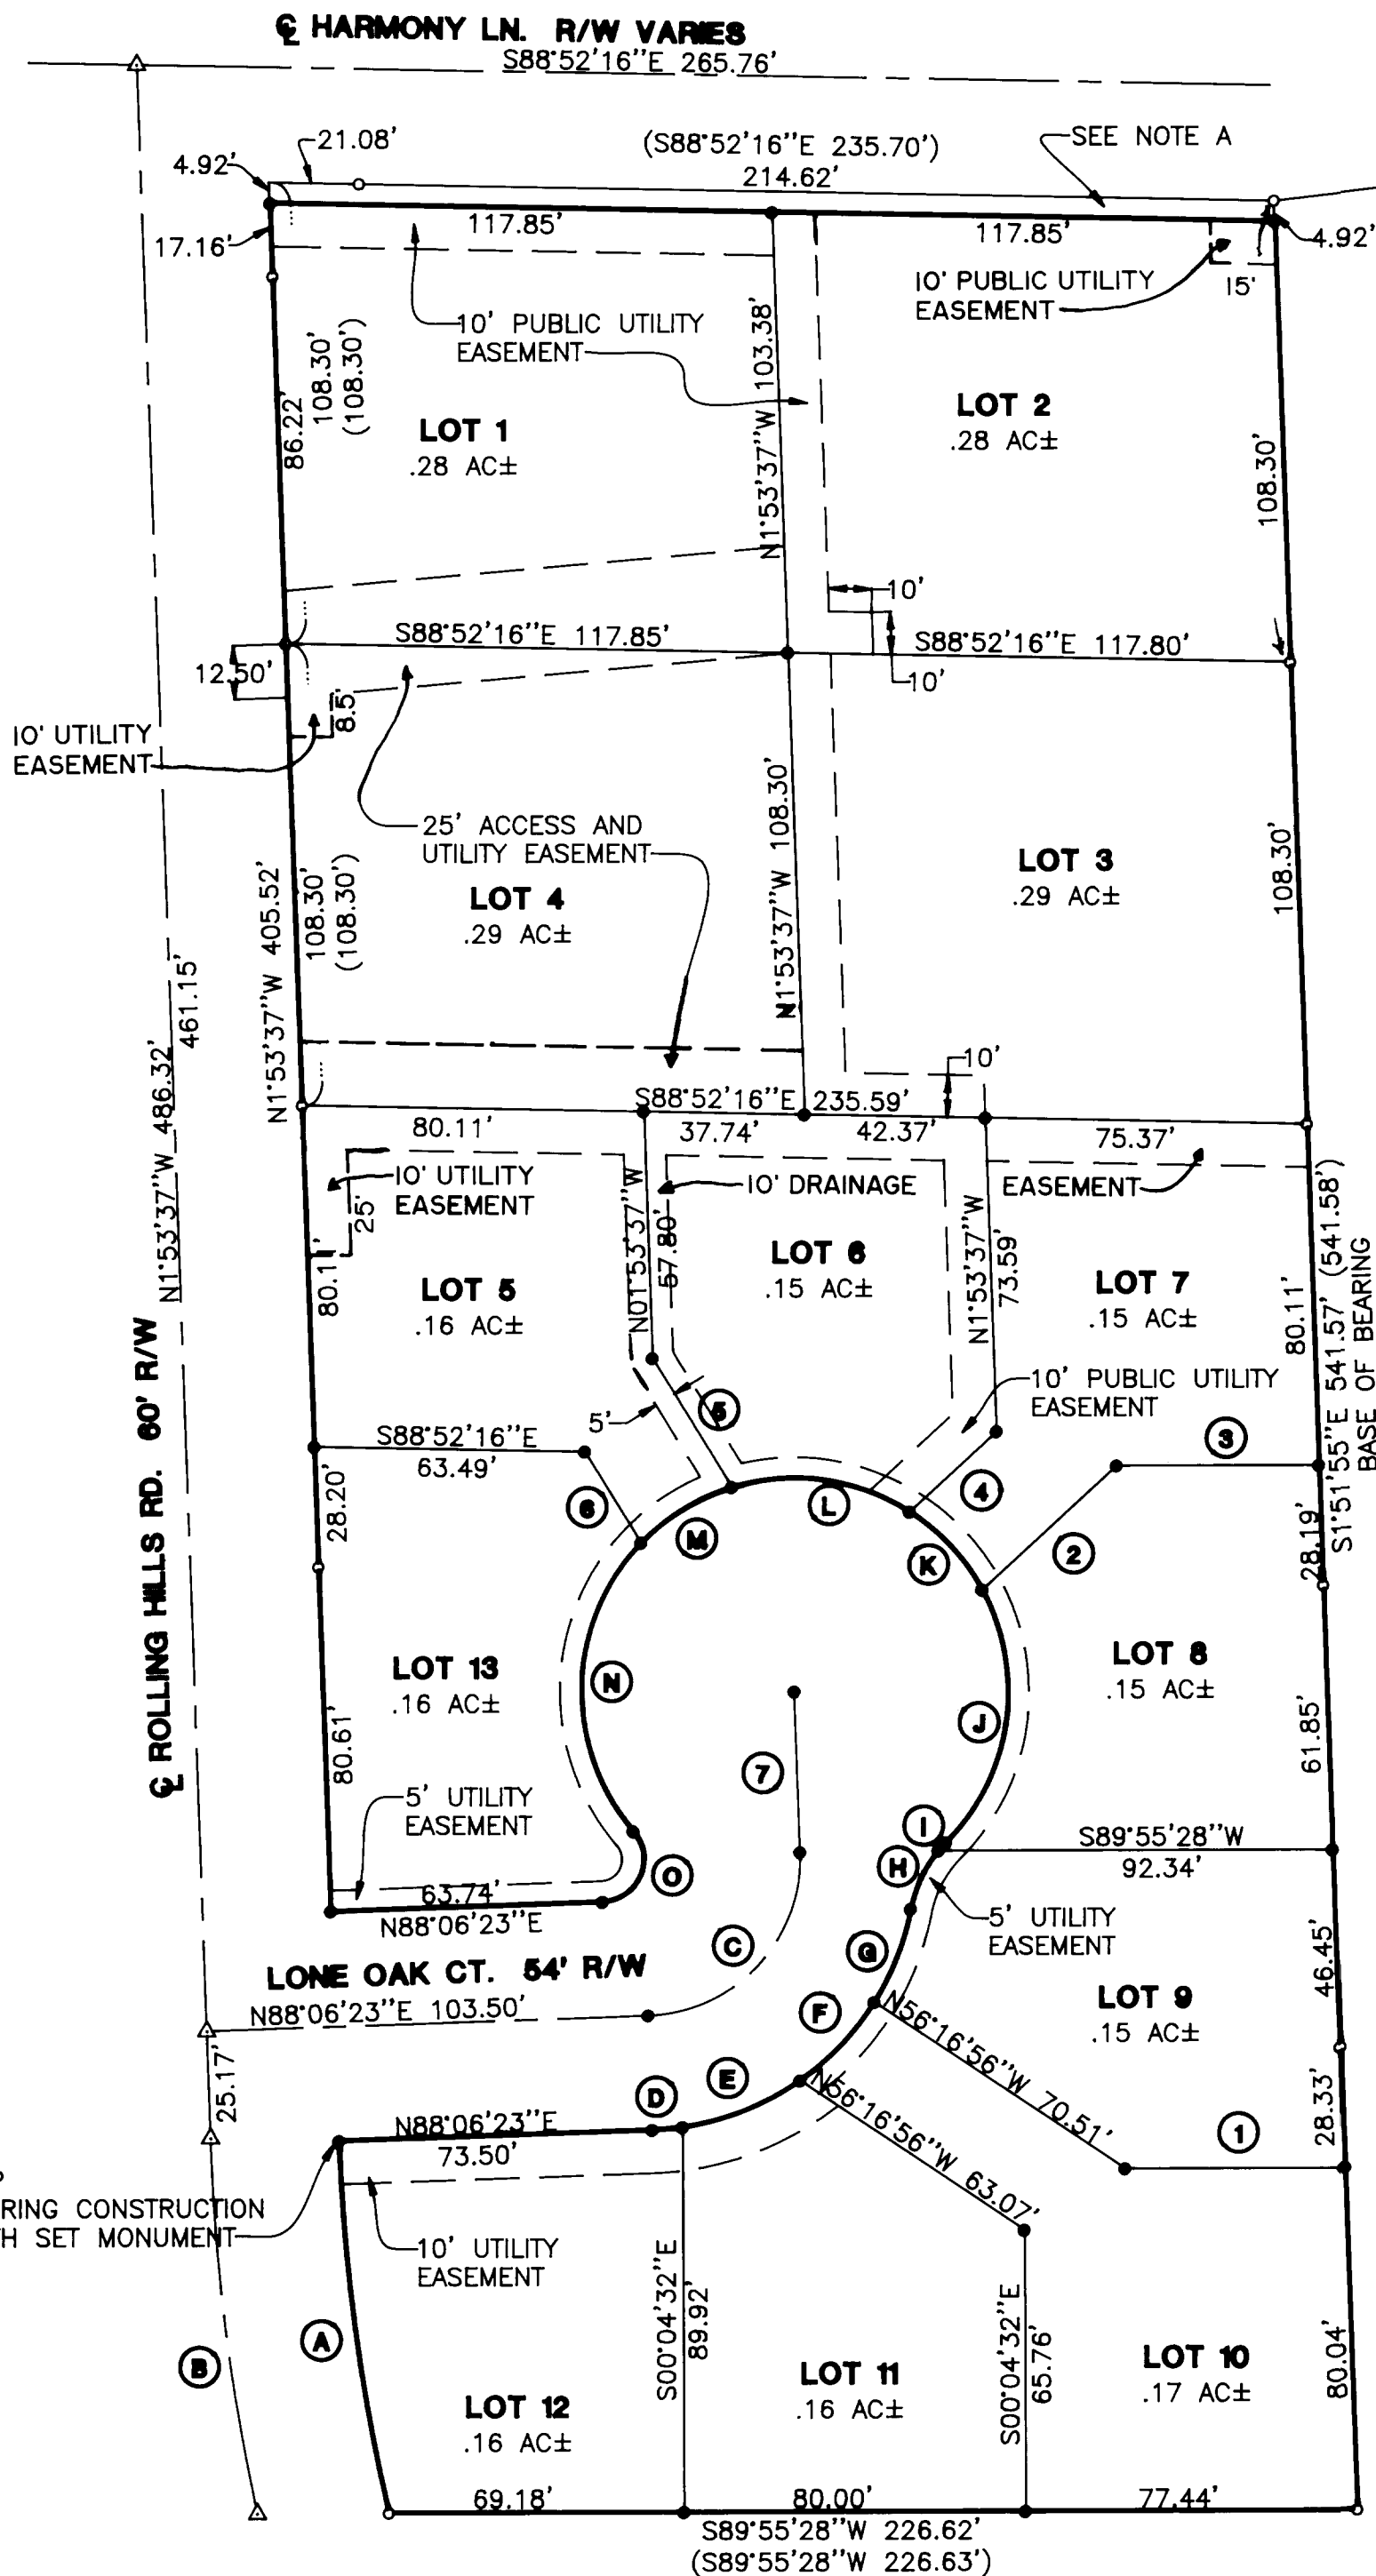 ℄ HARMONY LN. R/W VARIES
S88°52'16"E 265.76'
21.08'
(S88°52'16"E 235.70')
SEE NOTE A
4.92'
214.62'
117.85'
117.85'
4.92'
17.16'
10' PUBLIC UTILITY
EASEMENT
15'
10' PUBLIC UTILITY
EASEMENT
N1°53'37"W 103.38'
86.22'
108.30'
(108.30')
LOT 1
.28 AC±
LOT 2
.28 AC±
108.30'
10'
S88°52'16"E 117.85'
S88°52'16"E 117.80'
12.50'
10'
8.5'
10' UTILITY
EASEMENT
25' ACCESS AND
UTILITY EASEMENT
N1°53'37"W 108.30'
LOT 3
.29 AC±
108.30'
LOT 4
.29 AC±
N1°53'37"W 405.52'
108.30'
(108.30')
N1°53'37"W 486.32'
461.15'
10'
S88°52'16"E 235.59'
80.11'
37.74'
42.37'
75.37'
10' UTILITY
EASEMENT
25'
10' DRAINAGE
EASEMENT
N01°53'37"W
57.80'
LOT 6
.15 AC±
N1°53'37"W
73.59'
LOT 7
.15 AC±
80.11'
LOT 5
.16 AC±
80.11'
S1°51'55"E 541.57' (541.58')
BASE OF BEARING
℄ ROLLING HILLS RD. 60' R/W
10' PUBLIC UTILITY
EASEMENT
5'
5
S88°52'16"E
63.49'
3
6
4
L
M
K
2
28.20'
28.19'
LOT 13
.16 AC±
N
LOT 8
.15 AC±
J
61.85'
80.61'
7
5' UTILITY
EASEMENT
I
S89°55'28"W
92.34'
H
O
63.74'
N88°06'23"E
5' UTILITY
EASEMENT
C
G
LONE OAK CT. 54' R/W
N88°06'23"E 103.50'
LOT 9
.15 AC±
46.45'
F
N56°16'56"W 70.51'
25.17'
E
D
N88°06'23"E
73.50'
N56°16'56"W 63.07'
1
28.33'
RING CONSTRUCTION
H SET MONUMENT
10' UTILITY
EASEMENT
S00°04'32"E
89.92'
S00°04'32"E
65.76'
A
B
LOT 12
.16 AC±
LOT 11
.16 AC±
LOT 10
.17 AC±
80.04'
69.18'
80.00'
77.44'
S89°55'28"W 226.62'
(S89°55'28"W 226.63')